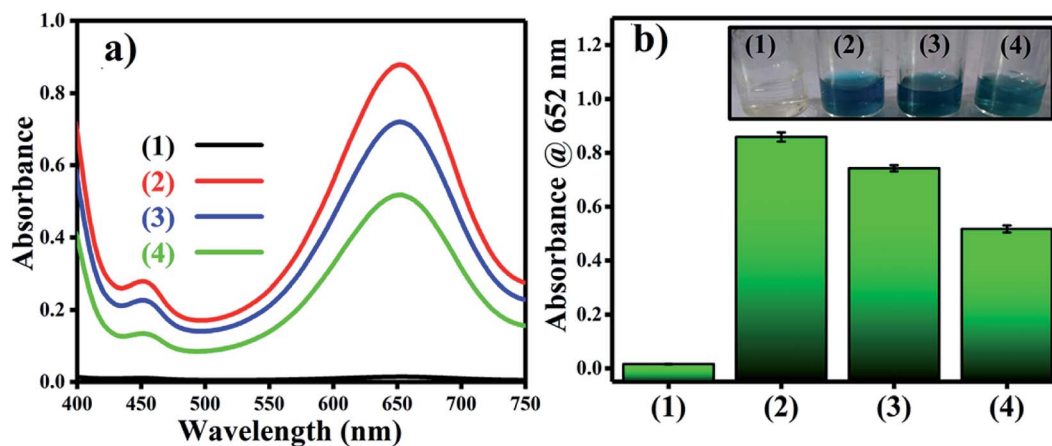 a)
Absorbance
1.0
0.8
0.6
0.4
0.2
0.0
(1)
(2)
(3)
(4)
400 450 500 550 600 650 700 750
Wavelength (nm)
b)
Absorbance @ 652 nm
1.2
1.0
0.8
0.6
0.4
0.2
0.0
(1) (2) (3) (4)
(1) (2) (3) (4)